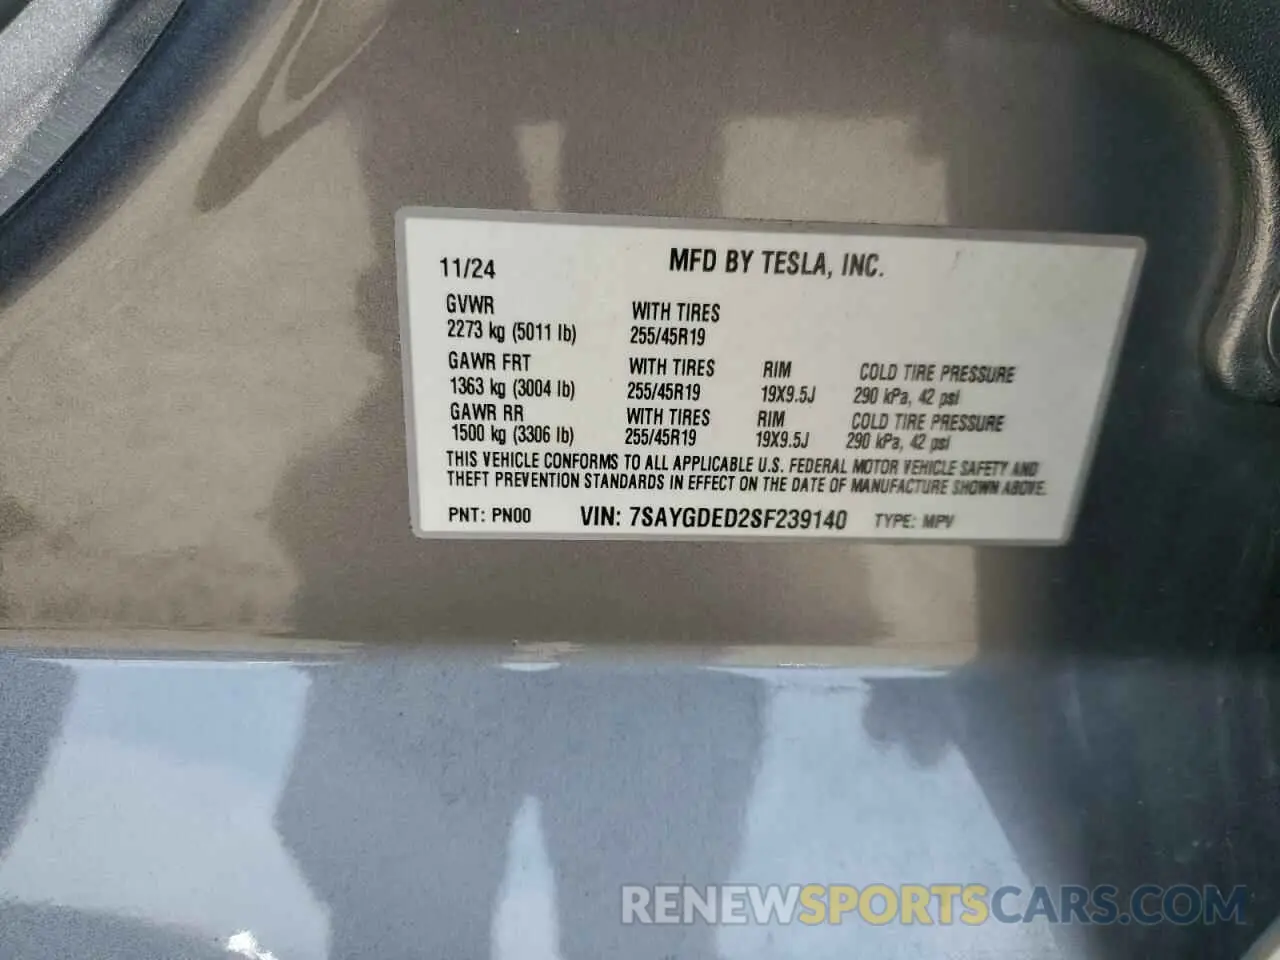 11/24 MFD BY TESLA, INC.
GVWR WITH TIRES
2273 kg (5011 lb) 255/45R19
GAWR FRT WITH TIRES RIM COLD TIRE PRESSURE
1363 kg (3004 lb) 255/45R19 19X9.5J 290 kPa, 42 psi
GAWR RR WITH TIRES RIM COLD TIRE PRESSURE
1500 kg (3306 lb) 255/45R19 19X9.5J 290 kPa, 42 psi
THIS VEHICLE CONFORMS TO ALL APPLICABLE U.S. FEDERAL MOTOR VEHICLE SAFETY AND
THEFT PREVENTION STANDARDS IN EFFECT ON THE DATE OF MANUFACTURE SHOWN ABOVE.
PNT: PN00 VIN: 7SAYGDED2SF239140 TYPE: MPV
RENEWSPORTSCARS.COM